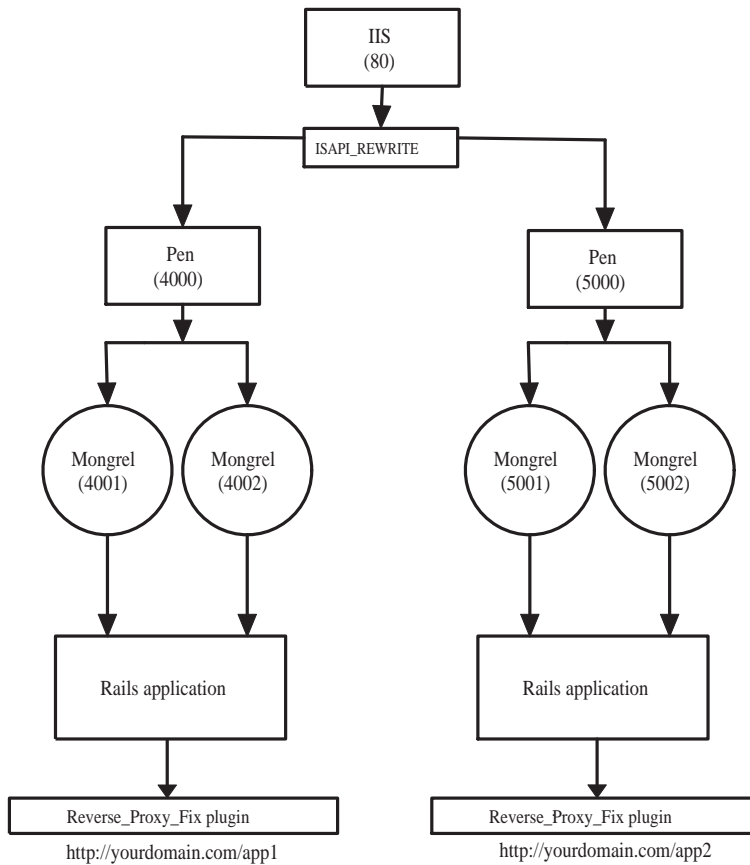 IIS
(80)
ISAPI_REWRITE
Pen
(4000)
Pen
(5000)
Mongrel
(4001)
Mongrel
(4002)
Mongrel
(5001)
Mongrel
(5002)
Rails application
Rails application
Reverse_Proxy_Fix plugin
Reverse_Proxy_Fix plugin
http://yourdomain.com/app1
http://yourdomain.com/app2